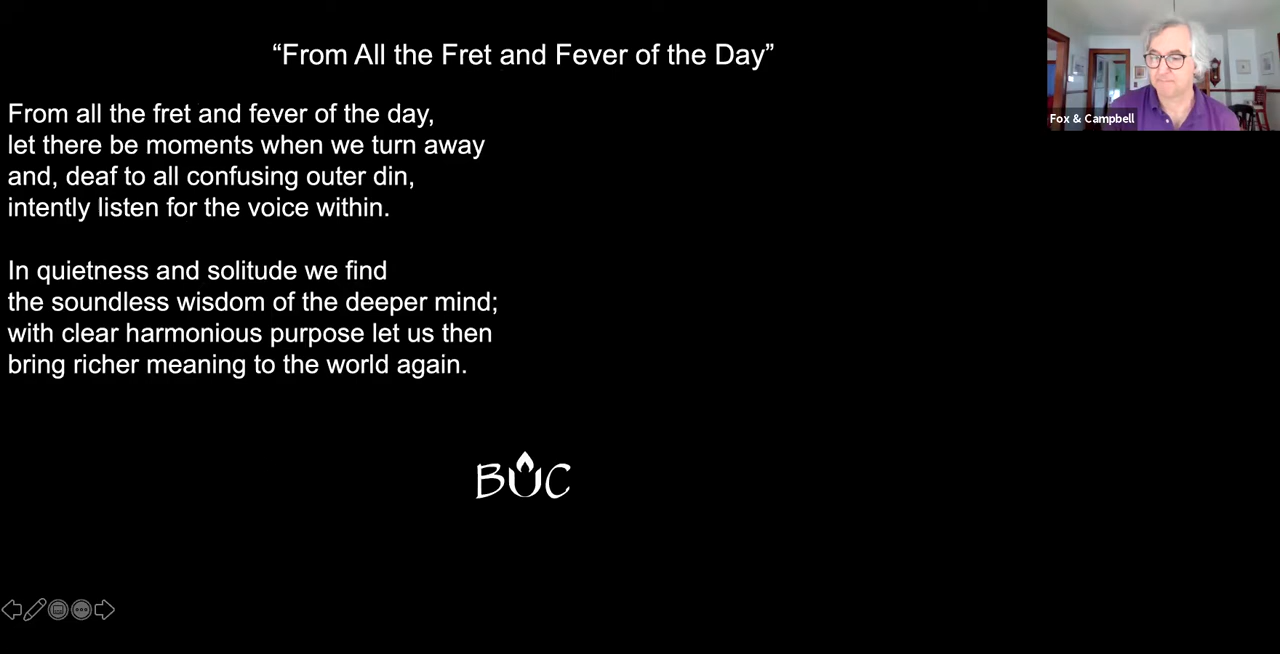 “From All the Fret and Fever of the Day”
Fox & Campbell
From all the fret and fever of the day,
let there be moments when we turn away
and, deaf to all confusing outer din,
intently listen for the voice within.
In quietness and solitude we find
the soundless wisdom of the deeper mind;
with clear harmonious purpose let us then
bring richer meaning to the world again.
BUC